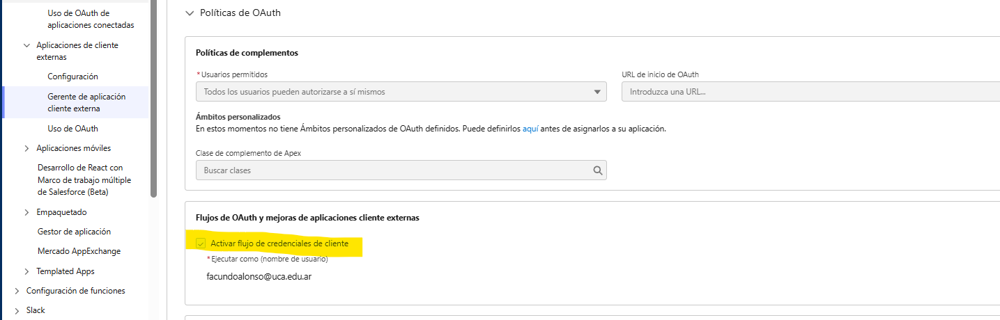 Uso de OAuth de
aplicaciones conectadas
Aplicaciones de cliente
externas
Configuración
Gerente de aplicación
cliente externa
Uso de OAuth
Aplicaciones móviles
Desarrollo de React con
Marco de trabajo múltiple
de Salesforce (Beta)
Empaquetado
Gestor de aplicación
Mercado AppExchange
Templated Apps
Configuración de funciones
Slack
Políticas de OAuth
Políticas de complementos
*Usuarios permitidos
Todos los usuarios pueden autorizarse a sí mismos
URL de inicio de OAuth
Introduzca una URL...
Ámbitos personalizados
En estos momentos no tiene Ámbitos personalizados de OAuth definidos. Puede definirlos aquí antes de asignarlos a su aplicación.
Clase de complemento de Apex
Buscar clases
Flujos de OAuth y mejoras de aplicaciones cliente externas
Activar flujo de credenciales de cliente
*Ejecutar como (nombre de usuario)
facundoalonso@uca.edu.ar